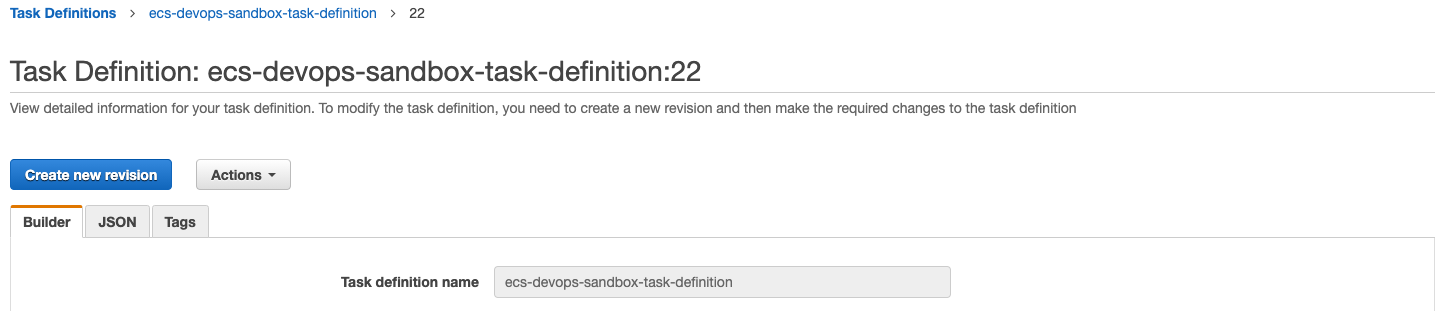 Task Definitions > ecs-devops-sandbox-task-definition > 22
Task Definition: ecs-devops-sandbox-task-definition:22
View detailed information for your task definition. To modify the task definition, you need to create a new revision and then make the required changes to the task definition
Create new revision Actions
Builder JSON Tags
Task definition name ecs-devops-sandbox-task-definition